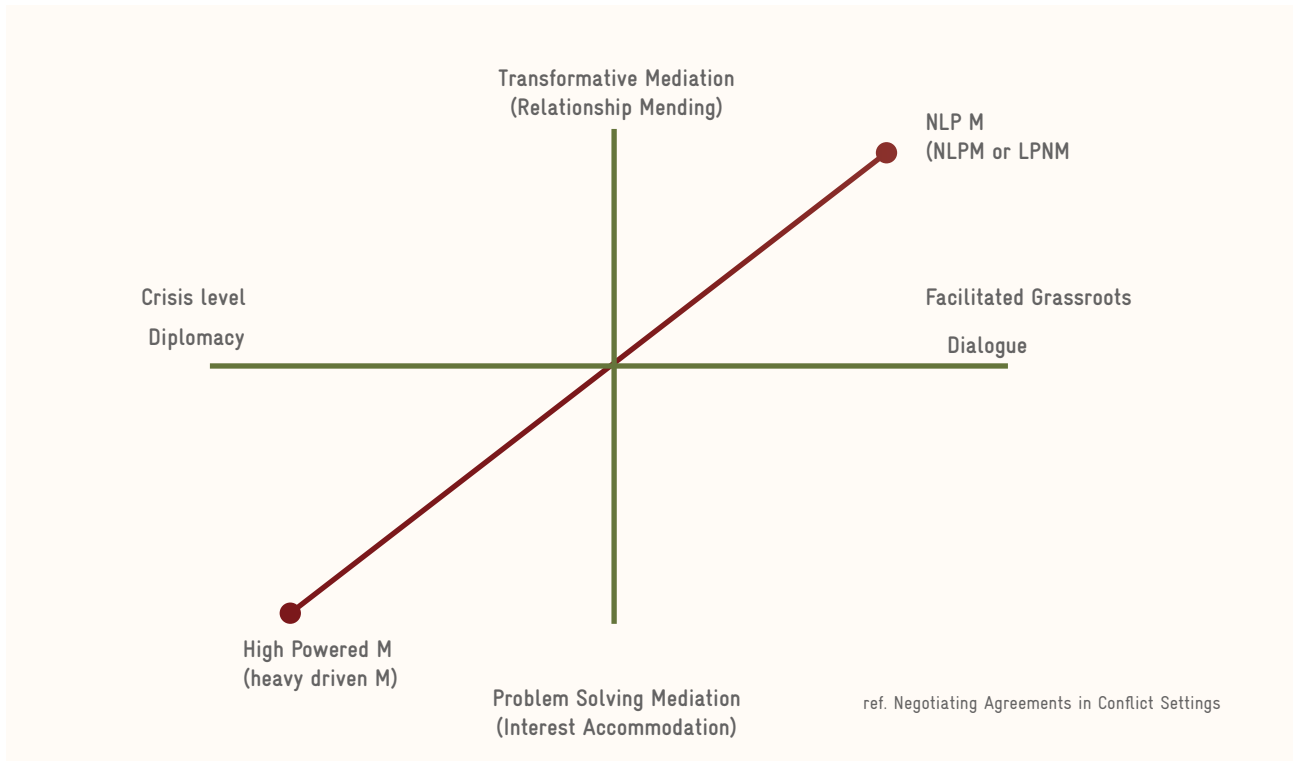 Transformative Mediation
(Relationship Mending)
NLP M
(NLPM or LPNM
Crisis level
Diplomacy
Facilitated Grassroots
Dialogue
High Powered M
(heavy driven M)
Problem Solving Mediation
(Interest Accommodation)
ref. Negotiating Agreements in Conflict Settings